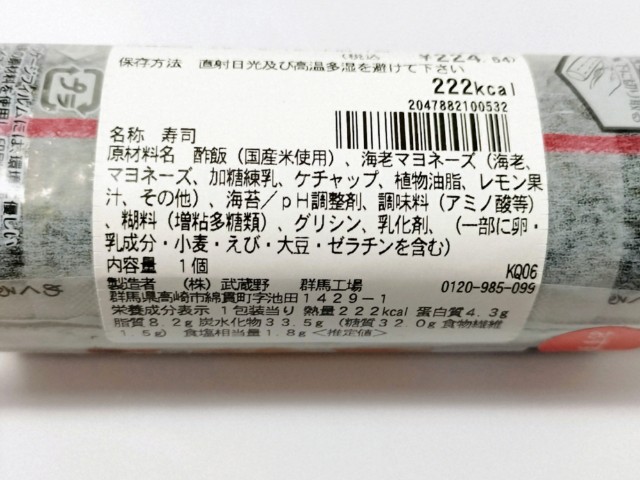 (税込 ¥224.64)
保存方法 直射日光及び高温多湿を避けて下さい
222kcal
2047882100532
名称 寿司
原材料名 酢飯(国産米使用)、海老マヨネーズ(海老、
マヨネーズ、加糖練乳、ケチャップ、植物油脂、レモン果
汁、その他)、海苔/pH調整剤、調味料(アミノ酸等)
、糊料(増粘多糖類)、グリシン、乳化剤、(一部に卵・
乳成分・小麦・えび・大豆・ゼラチンを含む)
内容量 1個
KQ06
製造者 (株)武蔵野 群馬工場
0120-985-099
群馬県高崎市綿貫町字池田1429-1
栄養成分表示 1包装当り 熱量222kcal 蛋白質4.3g
脂質8.2g 炭水化物33.5g (糖質32.0g 食物繊維
1.5g) 食塩相当量1.8g <推定値>
プラ